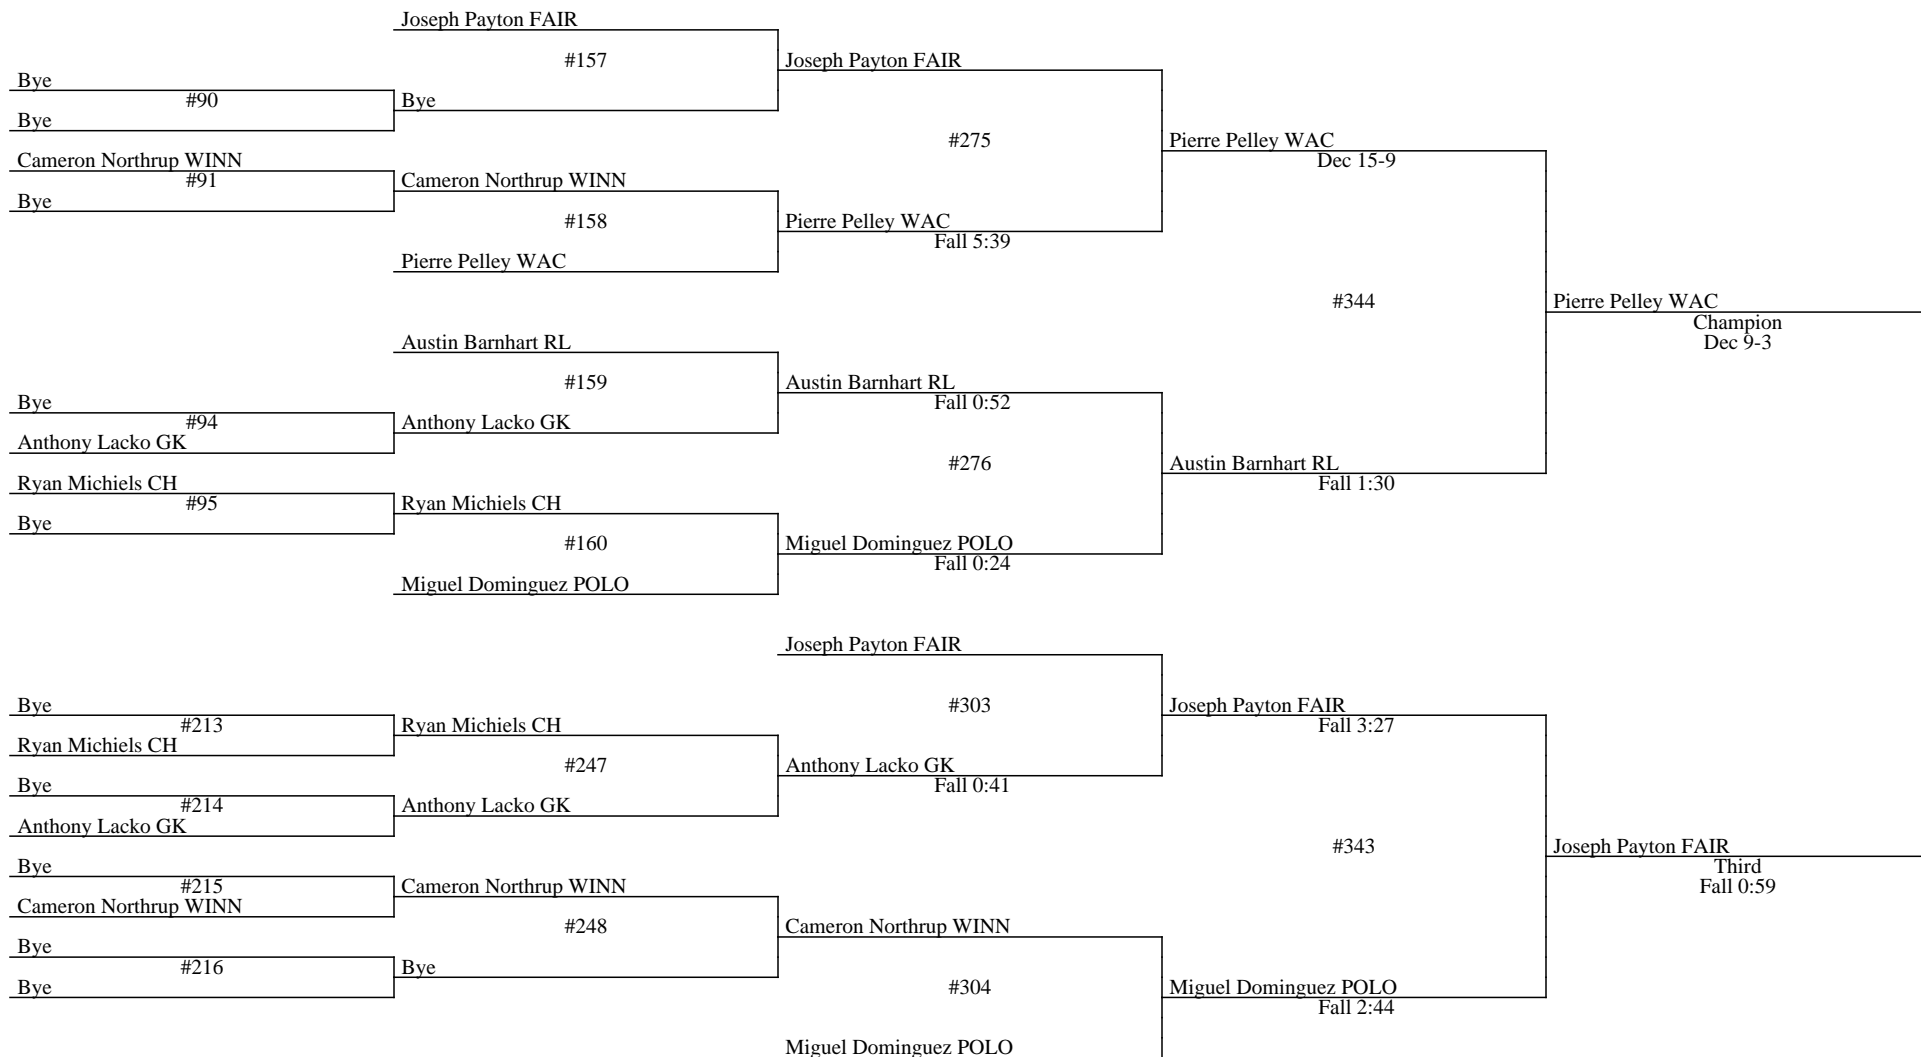 Joseph Payton FAIR
#157
Joseph Payton FAIR
Bye
#90
Bye
Bye
Cameron Northrup WINN
#91
Bye
Cameron Northrup WINN
#275
Pierre Pelley WAC
Dec 15-9
#158
Pierre Pelley WAC
Fall 5:39
Pierre Pelley WAC
#344
Pierre Pelley WAC
Champion
Dec 9-3
Austin Barnhart RL
#159
Austin Barnhart RL
Fall 0:52
Bye
#94
Anthony Lacko GK
Anthony Lacko GK
#276
Austin Barnhart RL
Fall 1:30
Ryan Michiels CH
#95
Bye
Ryan Michiels CH
#160
Miguel Dominguez POLO
Fall 0:24
Miguel Dominguez POLO
Joseph Payton FAIR
#303
Joseph Payton FAIR
Fall 3:27
Bye
#213
Ryan Michiels CH
Ryan Michiels CH
#247
Anthony Lacko GK
Fall 0:41
Bye
#214
Anthony Lacko GK
Anthony Lacko GK
#343
Joseph Payton FAIR
Third
Fall 0:59
Bye
#215
Cameron Northrup WINN
Cameron Northrup WINN
#248
Cameron Northrup WINN
Bye
#216
Bye
Bye
#304
Miguel Dominguez POLO
Fall 2:44
Miguel Dominguez POLO